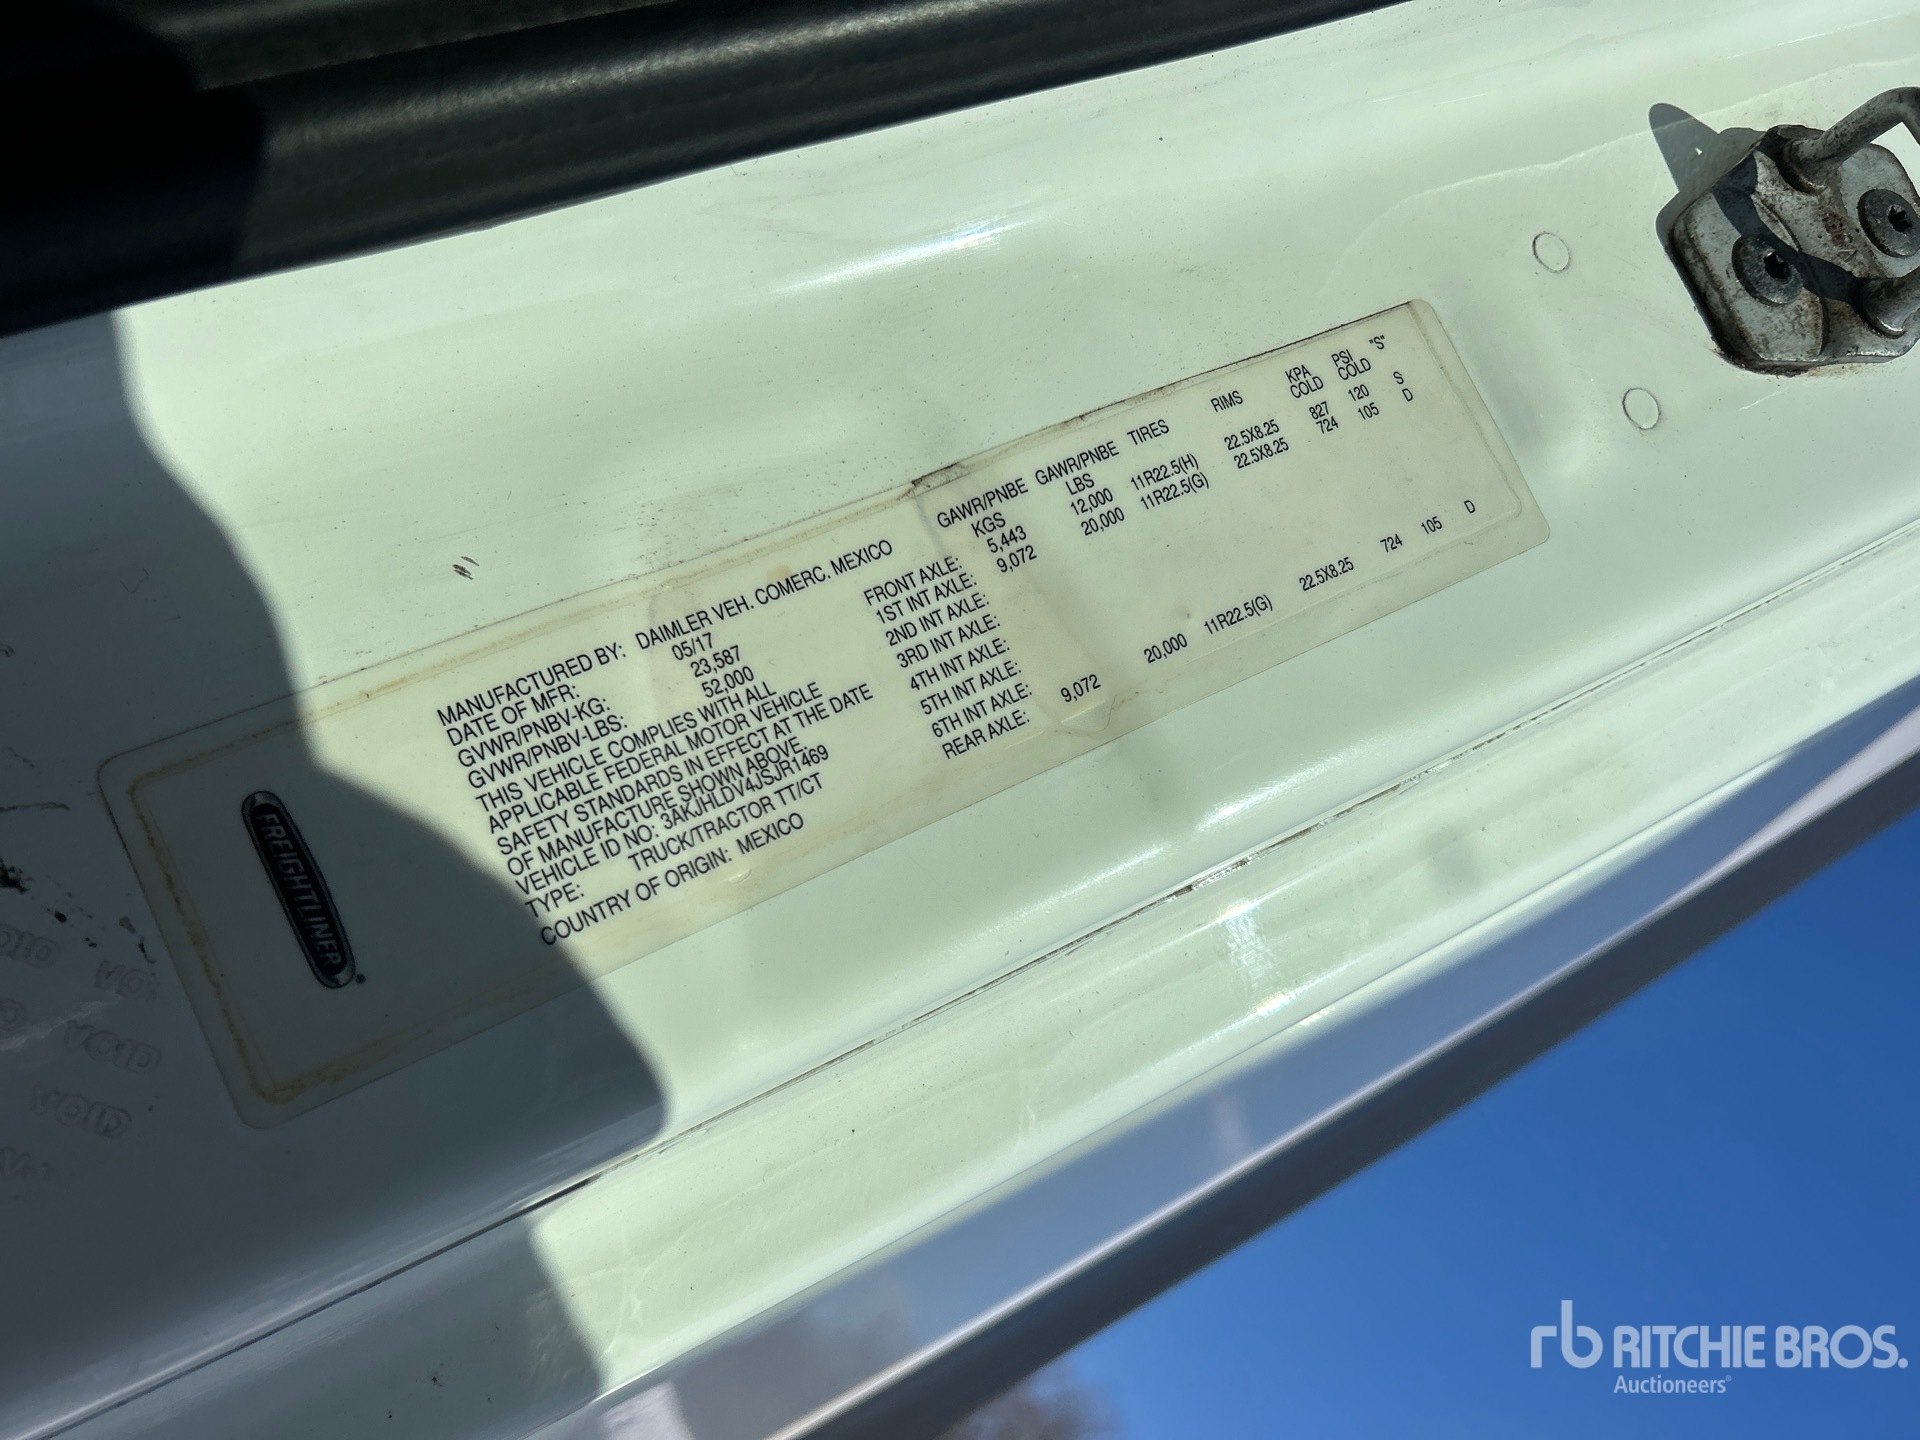 FREIGHTLINER
MANUFACTURED BY: DAIMLER VEH. COMERC. MEXICO
DATE OF MFR: 05/17
GVWR/PNBV-KG: 23,587
GVWR/PNBV-LBS: 52,000
THIS VEHICLE COMPLIES WITH ALL
APPLICABLE FEDERAL MOTOR VEHICLE
SAFETY STANDARDS IN EFFECT AT THE DATE
OF MANUFACTURE SHOWN ABOVE.
VEHICLE ID NO: 3AKJHLDV4JSJR1469
TYPE: TRUCK/TRACTOR TT/CT
COUNTRY OF ORIGIN: MEXICO
GAWR/PNBE GAWR/PNBE TIRES RIMS KPA PSI "S"
KGS LBS COLD COLD
FRONT AXLE: 5,443 12,000 11R22.5(H) 22.5X8.25 827 120 S
1ST INT AXLE: 9,072 20,000 11R22.5(G) 22.5X8.25 724 105 D
2ND INT AXLE:
3RD INT AXLE:
4TH INT AXLE:
5TH INT AXLE:
6TH INT AXLE:
REAR AXLE: 9,072 20,000 11R22.5(G) 22.5X8.25 724 105 D
VOID VOID
VOID
VOID
rb RITCHIE BROS.
Auctioneers